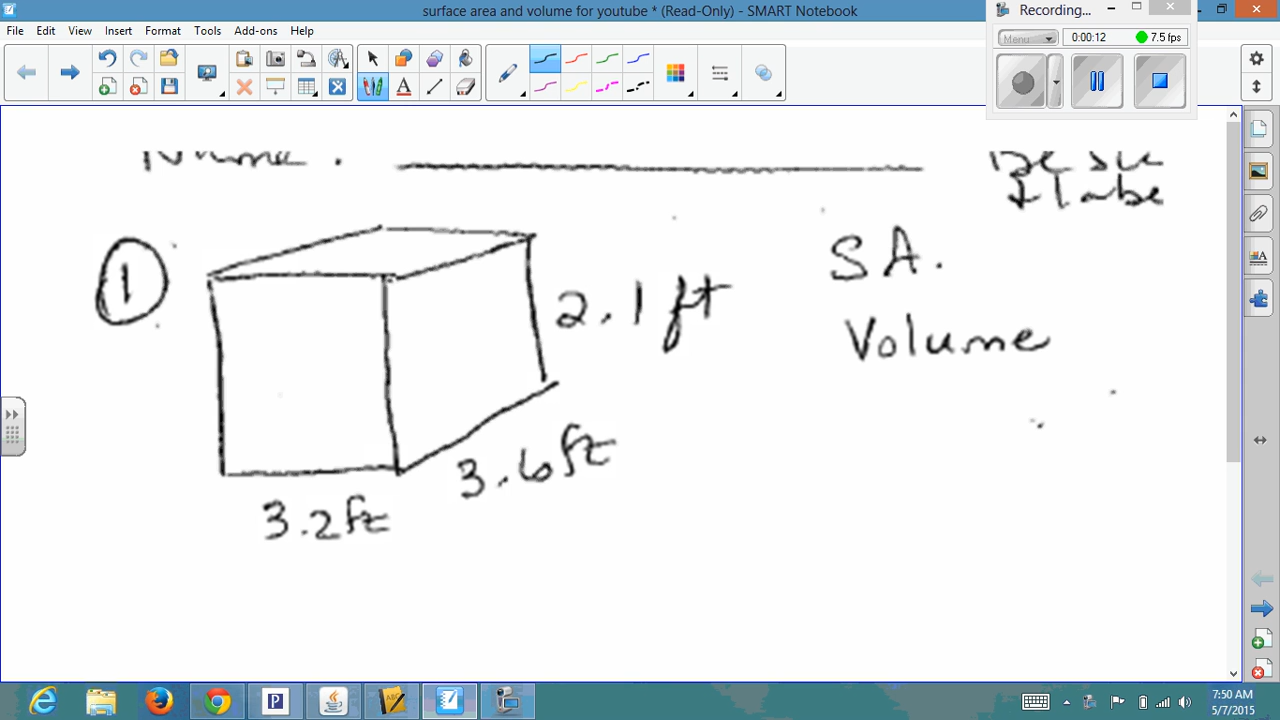 surface area and volume for youtube * (Read-Only) - SMART Notebook
Recording...
File Edit View Insert Format Tools Add-ons Help
Menu 0:00:12 7.5 fps
1
2.1 ft
3.6 ft
3.2 ft
SA.
Volume
7:50 AM
5/7/2015